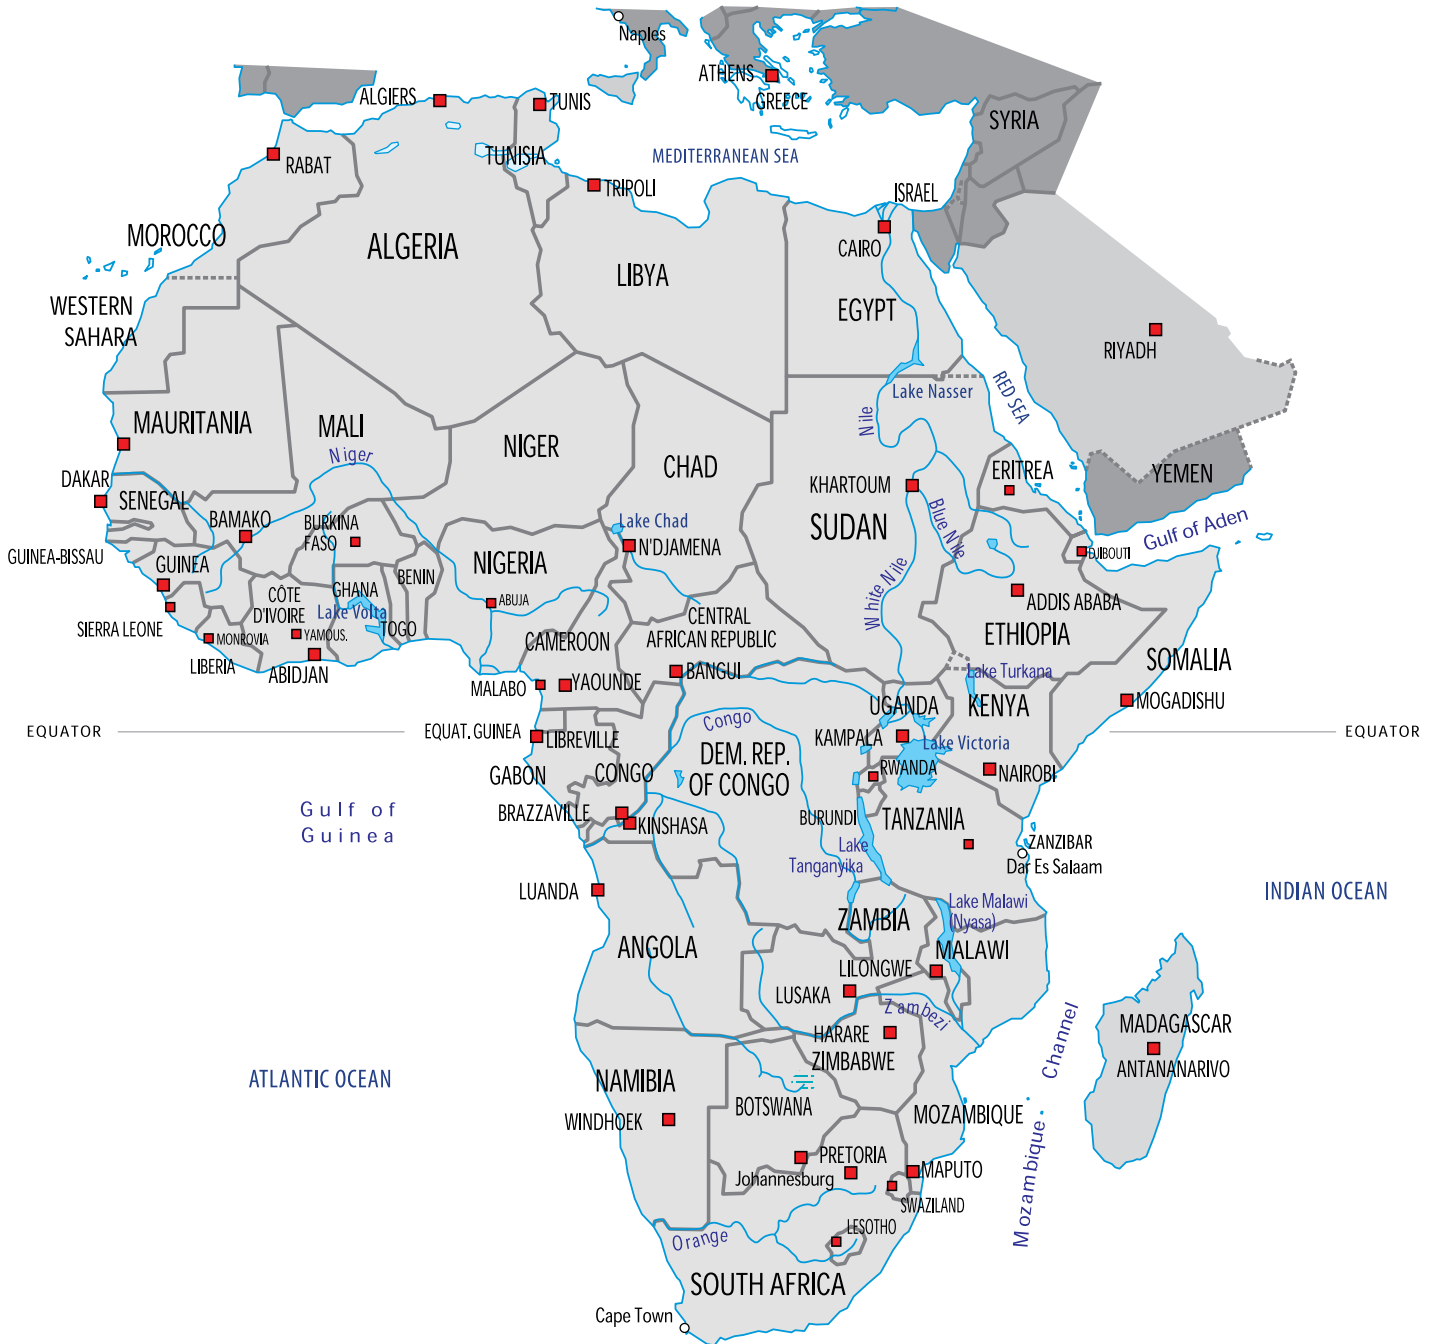 Naples
ATHENS
GREECE
ALGIERS
TUNIS
SYRIA
RABAT
TUNISIA
MEDITERRANEAN SEA
TRIPOLI
ISRAEL
MOROCCO
ALGERIA
LIBYA
CAIRO
WESTERN
SAHARA
EGYPT
RIYADH
Lake Nasser
RED SEA
MAURITANIA
MALI
NIGER
Niger
CHAD
Nile
DAKAR
SENEGAL
KHARTOUM
ERITREA
YEMEN
BAMAKO
BURKINA
FASO
Lake Chad
N'DJAMENA
SUDAN
Blue Nile
Gulf of Aden
DJIBOUTI
GUINEA-BISSAU
GUINEA
NIGERIA
BENIN
GHANA
CÔTE
D'IVOIRE
Lake Volta
TOGO
ABUJA
White Nile
ADDIS ABABA
ETHIOPIA
SIERRA LEONE
MONROVIA
YAMOUS.
LIBERIA
ABIDJAN
CAMEROON
CENTRAL
AFRICAN REPUBLIC
SOMALIA
MALABO
YAOUNDE
BANGUI
Lake Turkana
KENYA
MOGADISHU
UGANDA
EQUATOR
EQUAT. GUINEA
LIBREVILLE
Congo
KAMPALA
Lake Victoria
EQUATOR
GABON
CONGO
DEM. REP.
OF CONGO
RWANDA
NAIROBI
Gulf of
Guinea
BRAZZAVILLE
KINSHASA
BURUNDI
TANZANIA
Lake
Tanganyika
ZANZIBAR
Dar Es Salaam
LUANDA
INDIAN OCEAN
Lake Malawi
(Nyasa)
ZAMBIA
ANGOLA
MALAWI
LILONGWE
LUSAKA
Zambezi
HARARE
ZIMBABWE
MADAGASCAR
ANTANANARIVO
ATLANTIC OCEAN
NAMIBIA
BOTSWANA
MOZAMBIQUE
Mozambique Channel
WINDHOEK
PRETORIA
Johannesburg
MAPUTO
SWAZILAND
LESOTHO
Orange
SOUTH AFRICA
Cape Town